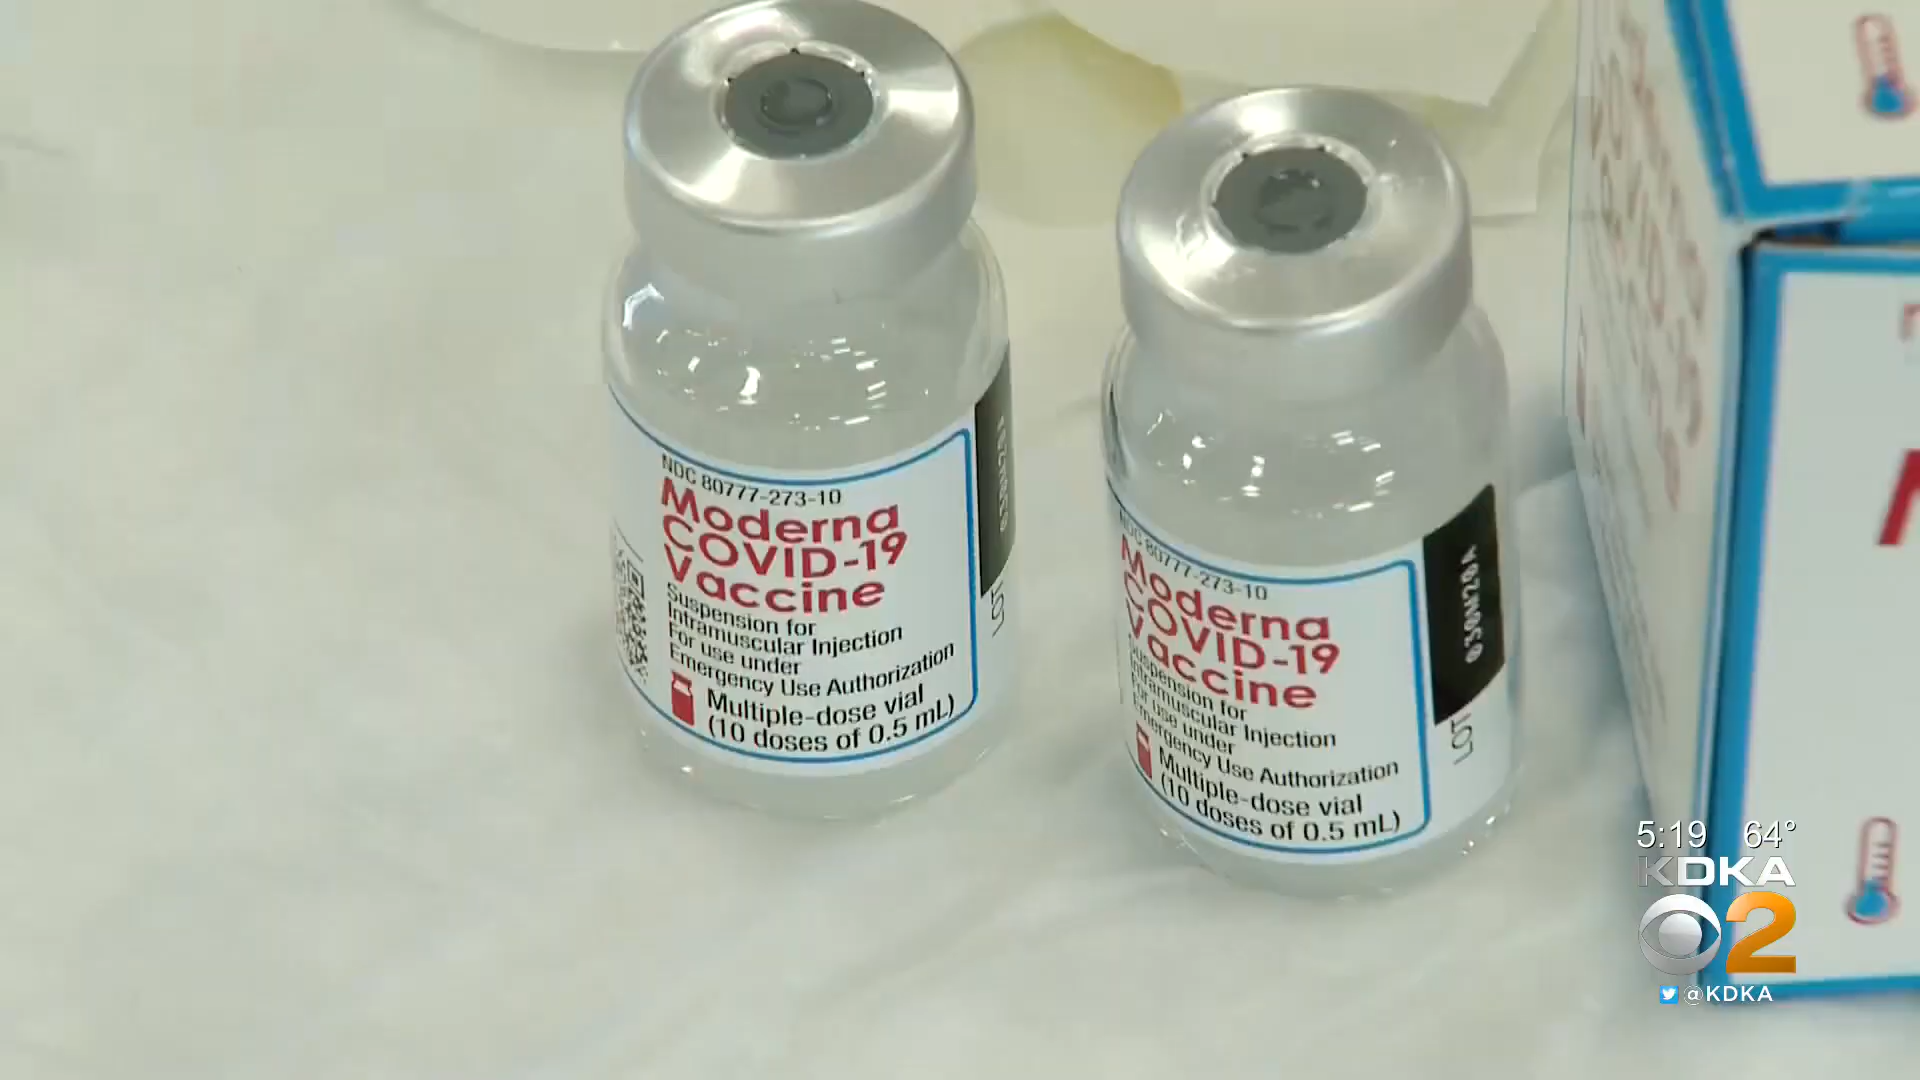 NDC 80777-273-10
Moderna
COVID-19
Vaccine
Suspension for
Intramuscular Injection
For use under
Emergency Use Authorization
Multiple-dose vial
(10 doses of 0.5 mL)
LOT
NDC 80777-273-10
Moderna
COVID-19
Vaccine
Suspension for
Intramuscular Injection
For use under
Emergency Use Authorization
Multiple-dose vial
(10 doses of 0.5 mL)
LOT
5:19 64°
KDKA
2
@KDKA